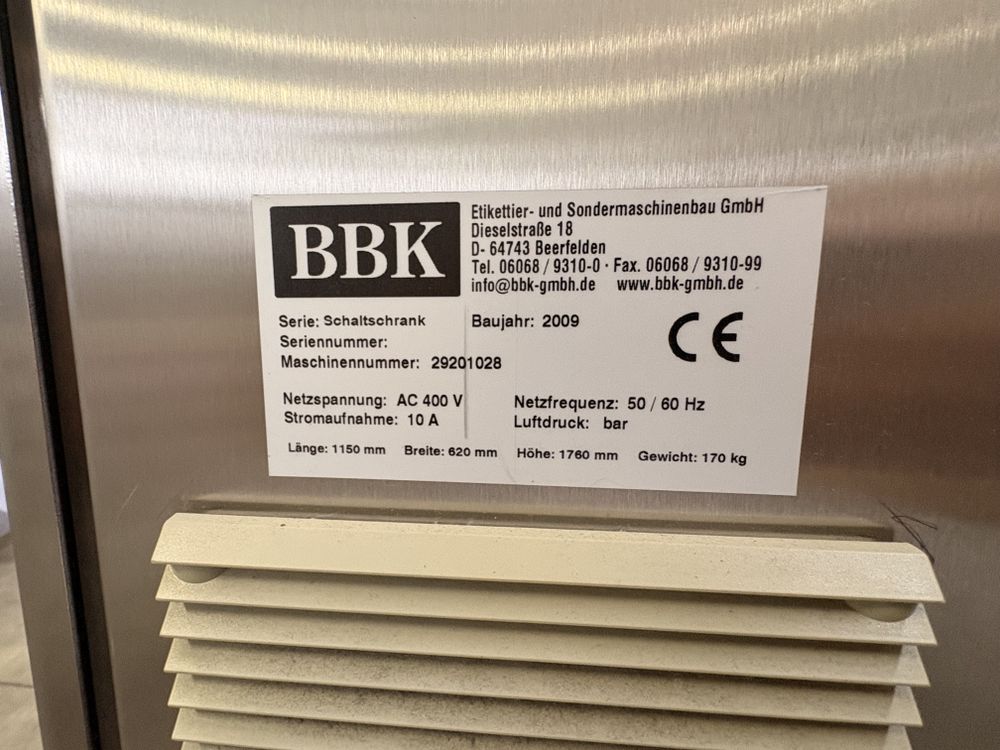 BBK
Etikettier- und Sondermaschinenbau GmbH
Dieselstraße 18
D- 64743 Beerfelden
Tel. 06068 / 9310-0 · Fax. 06068 / 9310-99
info@bbk-gmbh.de www.bbk-gmbh.de
Serie: Schaltschrank Baujahr: 2009
Seriennummer:
Maschinennummer: 29201028
CE
Netzspannung: AC 400 V Netzfrequenz: 50 / 60 Hz
Stromaufnahme: 10 A Luftdruck: bar
Länge: 1150 mm Breite: 620 mm Höhe: 1760 mm Gewicht: 170 kg